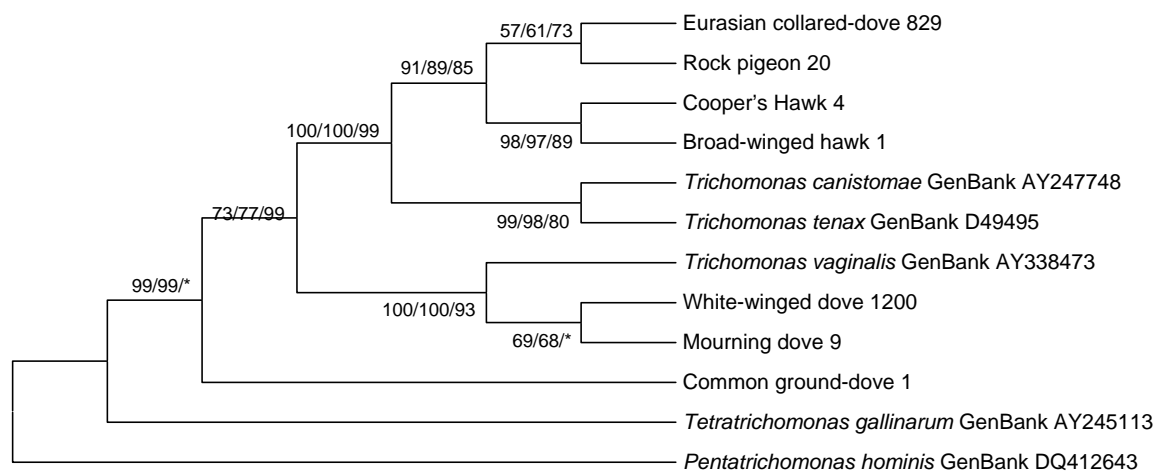 57/61/73
Eurasian collared-dove 829
Rock pigeon 20
91/89/85
Cooper's Hawk 4
98/97/89
Broad-winged hawk 1
100/100/99
Trichomonas canistomae GenBank AY247748
99/98/80
Trichomonas tenax GenBank D49495
73/77/99
Trichomonas vaginalis GenBank AY338473
100/100/93
White-winged dove 1200
69/68/*
Mourning dove 9
99/99/*
Common ground-dove 1
Tetratrichomonas gallinarum GenBank AY245113
Pentatrichomonas hominis GenBank DQ412643